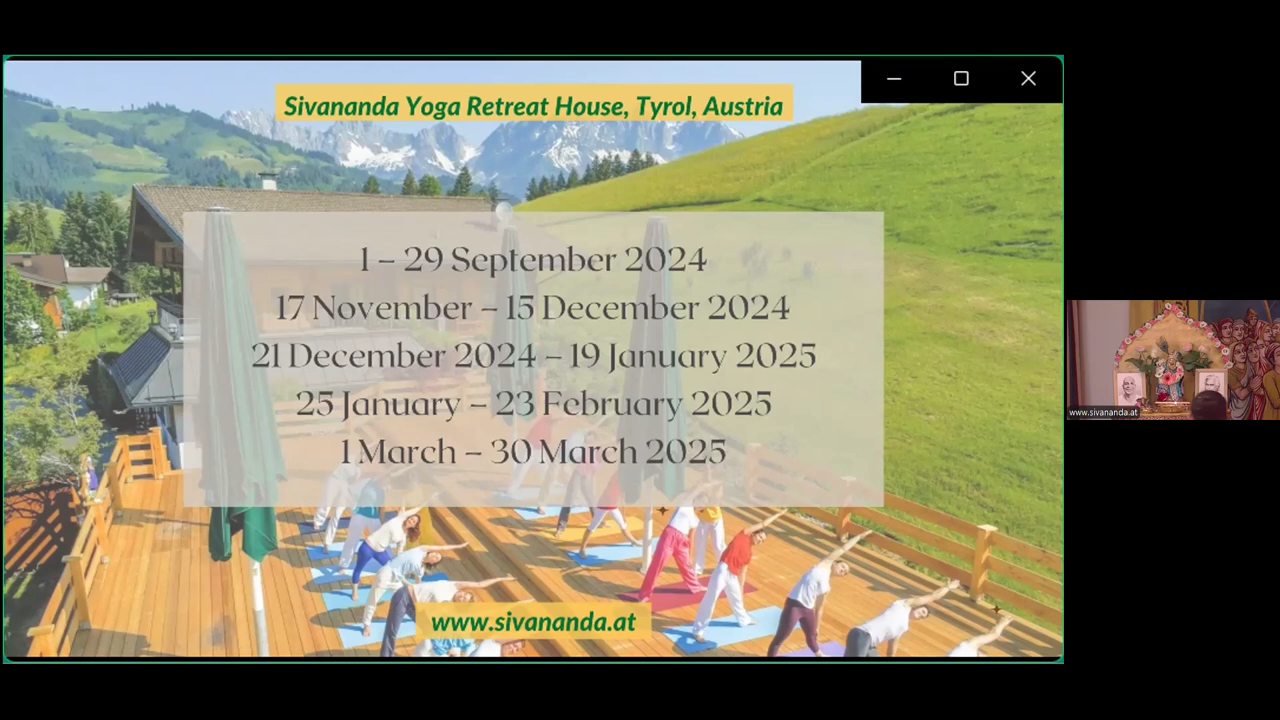 Sivananda Yoga Retreat House, Tyrol, Austria
1 – 29 September 2024
17 November – 15 December 2024
21 December 2024 – 19 January 2025
25 January – 23 February 2025
1 March – 30 March 2025
www.sivananda.at
www.sivananda.at